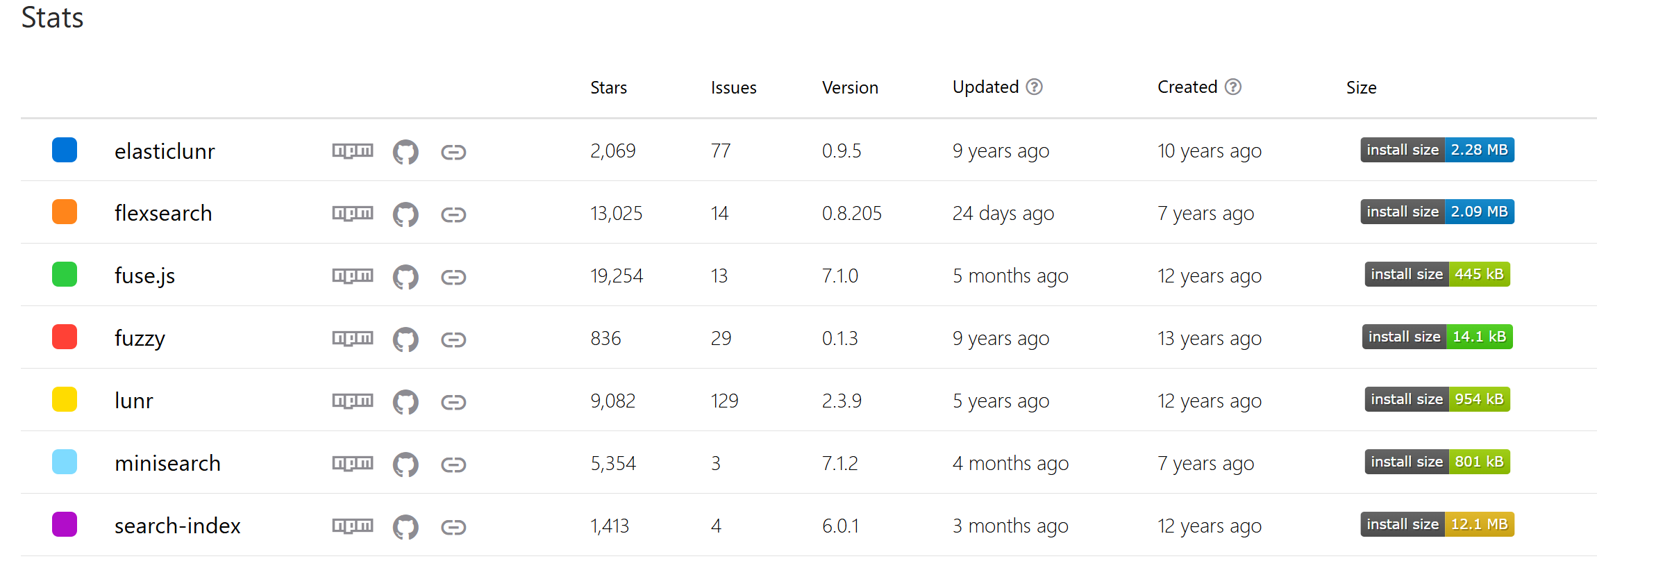 Stats
Stars Issues Version Updated ? Created ? Size
elasticlunr npm 2,069 77 0.9.5 9 years ago 10 years ago install size 2.28 MB
flexsearch npm 13,025 14 0.8.205 24 days ago 7 years ago install size 2.09 MB
fuse.js npm 19,254 13 7.1.0 5 months ago 12 years ago install size 445 kB
fuzzy npm 836 29 0.1.3 9 years ago 13 years ago install size 14.1 kB
lunr npm 9,082 129 2.3.9 5 years ago 12 years ago install size 954 kB
minisearch npm 5,354 3 7.1.2 4 months ago 7 years ago install size 801 kB
search-index npm 1,413 4 6.0.1 3 months ago 12 years ago install size 12.1 MB